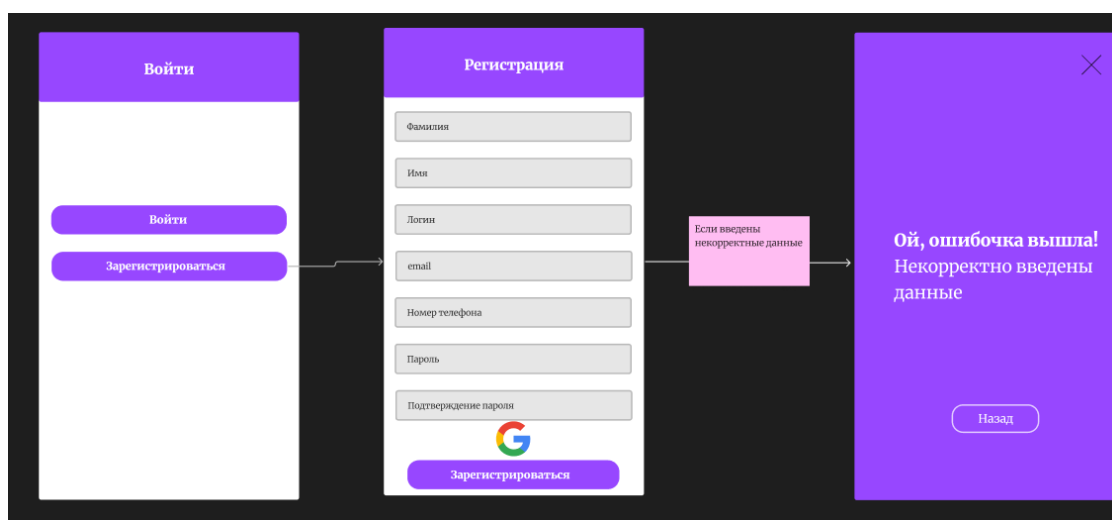 Войти
Войти
Зарегистрироваться
Регистрация
Фамилия
Имя
Логин
email
Номер телефона
Пароль
Подтверждение пароля
Зарегистрироваться
Если введены
некорректные данные
Ой, ошибочка вышла!
Некорректно введены
данные
Назад